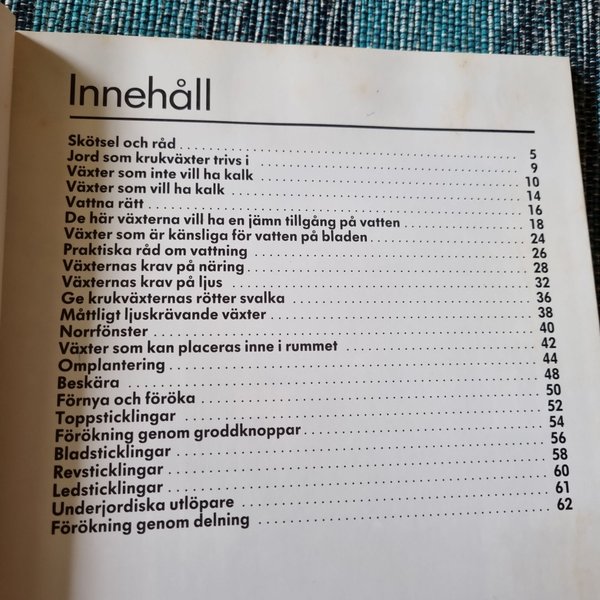 Innehåll
Skötsel och råd 5
Jord som krukväxter trivs i 9
Växter som inte vill ha kalk 10
Växter som vill ha kalk 14
Vattna rätt 16
De här växterna vill ha en jämn tillgång på vatten 18
Växter som är känsliga för vatten på bladen 24
Praktiska råd om vattning 26
Växternas krav på näring 28
Växternas krav på ljus 32
Ge krukväxternas rötter svalka 36
Måttligt ljuskrävande växter 38
Norrfönster 40
Växter som kan placeras inne i rummet 42
Omplantering 44
Beskära 48
Förnya och föröka 50
Toppsticklingar 52
Förökning genom groddknoppar 54
Bladsticklingar 56
Revsticklingar 58
Ledsticklingar 60
Underjordiska utlöpare 61
Förökning genom delning 62